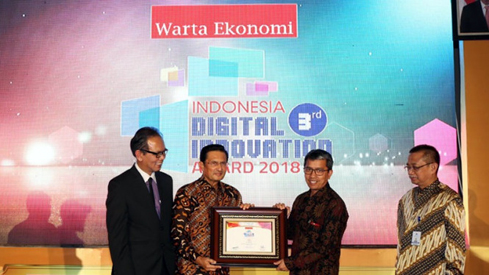 Warta Ekonomi
INDONESIA
DIGITAL 3rd
INNOVATION
AWARD 2018